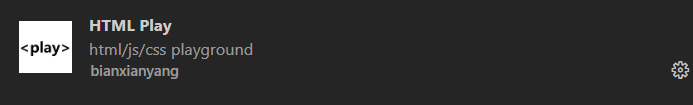 <play>
HTML Play
html/js/css playground
bianxianyang